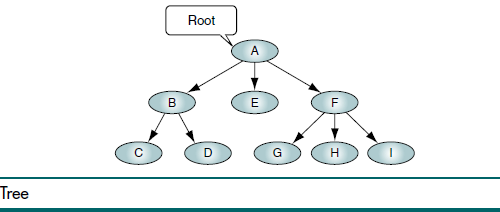 Root
A
B E F
C D G H I
Tree